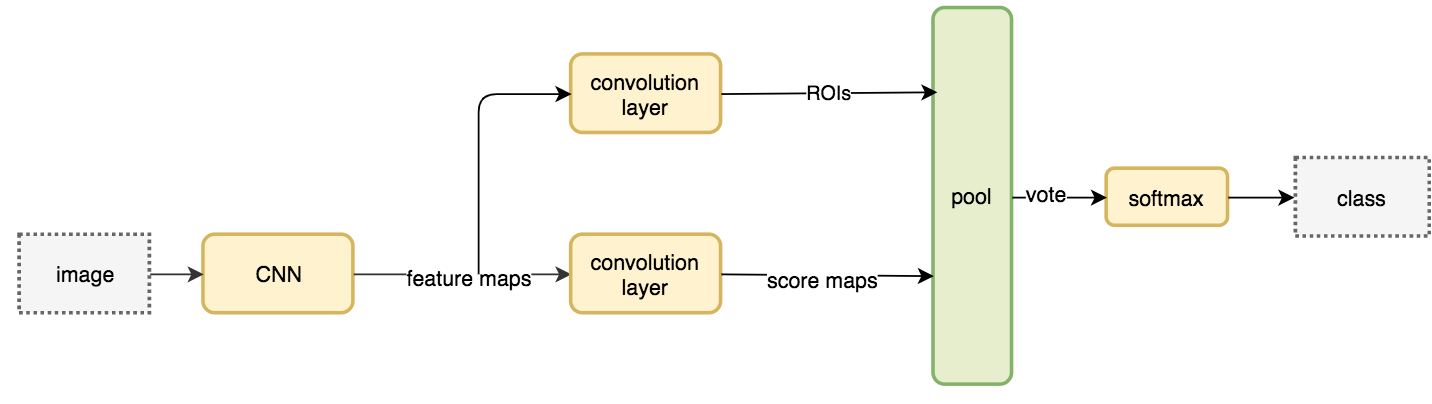 convolution
layer
ROIs
image
CNN
feature maps
convolution
layer
score maps
pool
vote
softmax
class